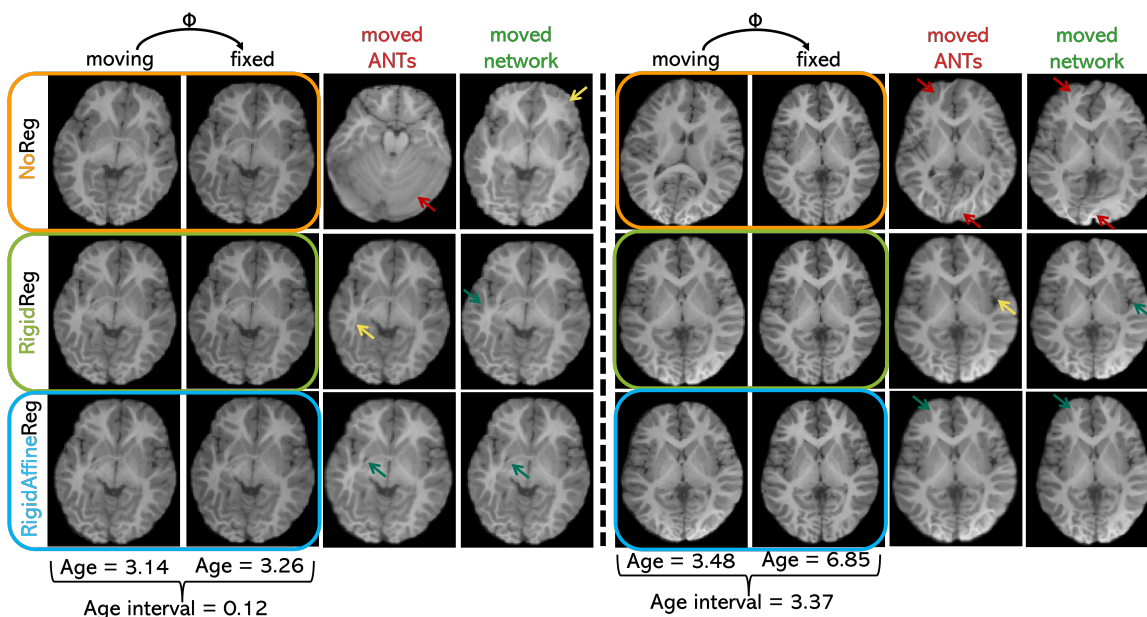 Φ
moving
fixed
moved
ANTs
moved
network
Φ
moving
fixed
moved
ANTs
moved
network
NoReg
RigidReg
RigidAffineReg
Age = 3.14
Age = 3.26
Age interval = 0.12
Age = 3.48
Age = 6.85
Age interval = 3.37